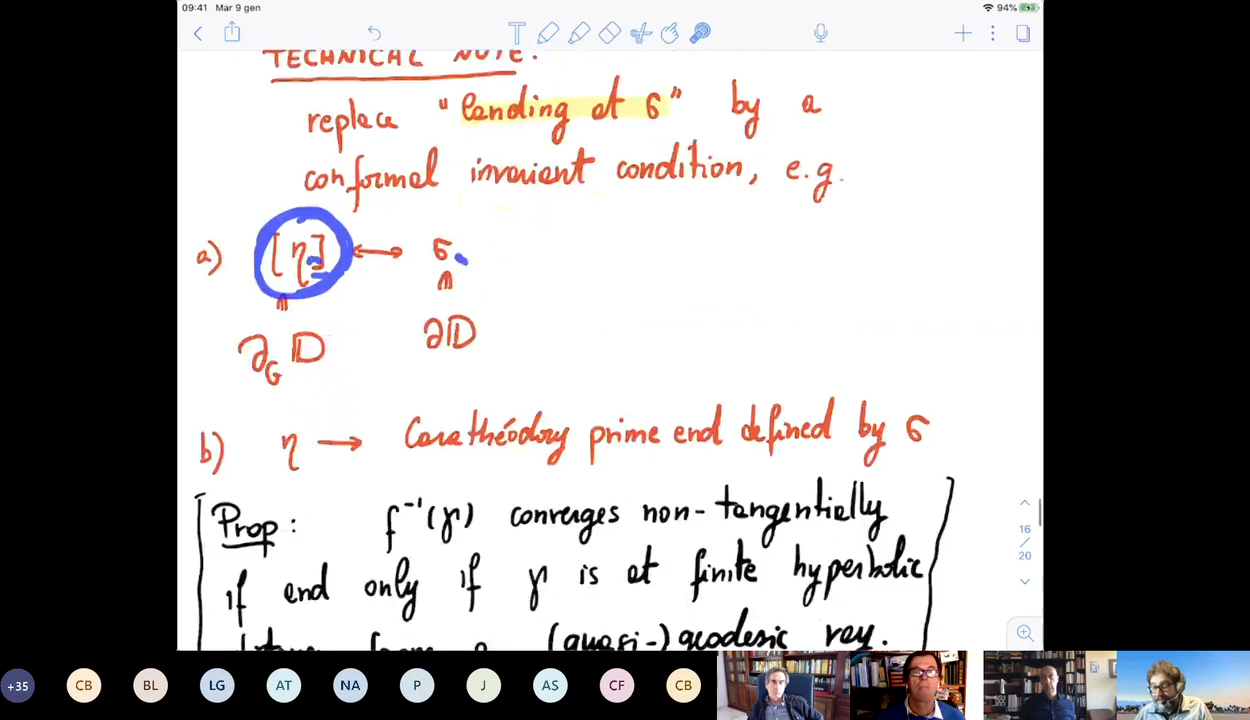 09:41 Mar 9 gen
94%
TECHNICAL NOTE:
replace "landing at σ" by a
conformal invariant condition, e.g.
a) [η] ↔ σ
∂_G D ∂D
b) η → Carathéodory prime end defined by σ
Prop: f⁻¹(γ) converges non-tangentially
if and only if γ is at finite hyperbolic
from a (quasi-)geodesic ray.
16
20
+35 CB BL LG AT NA P J AS CF CB